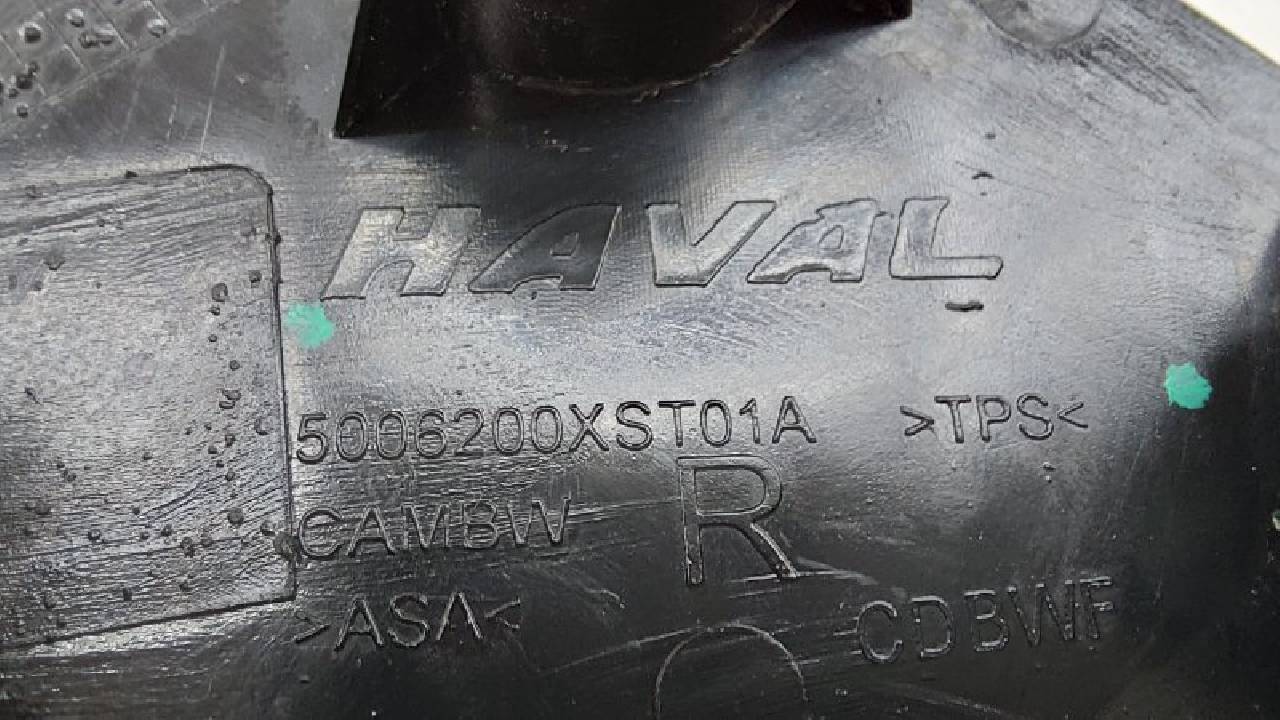 HAVAL
5006200XST01A >TPS<
CAMBW R
>ASA< CDBWF